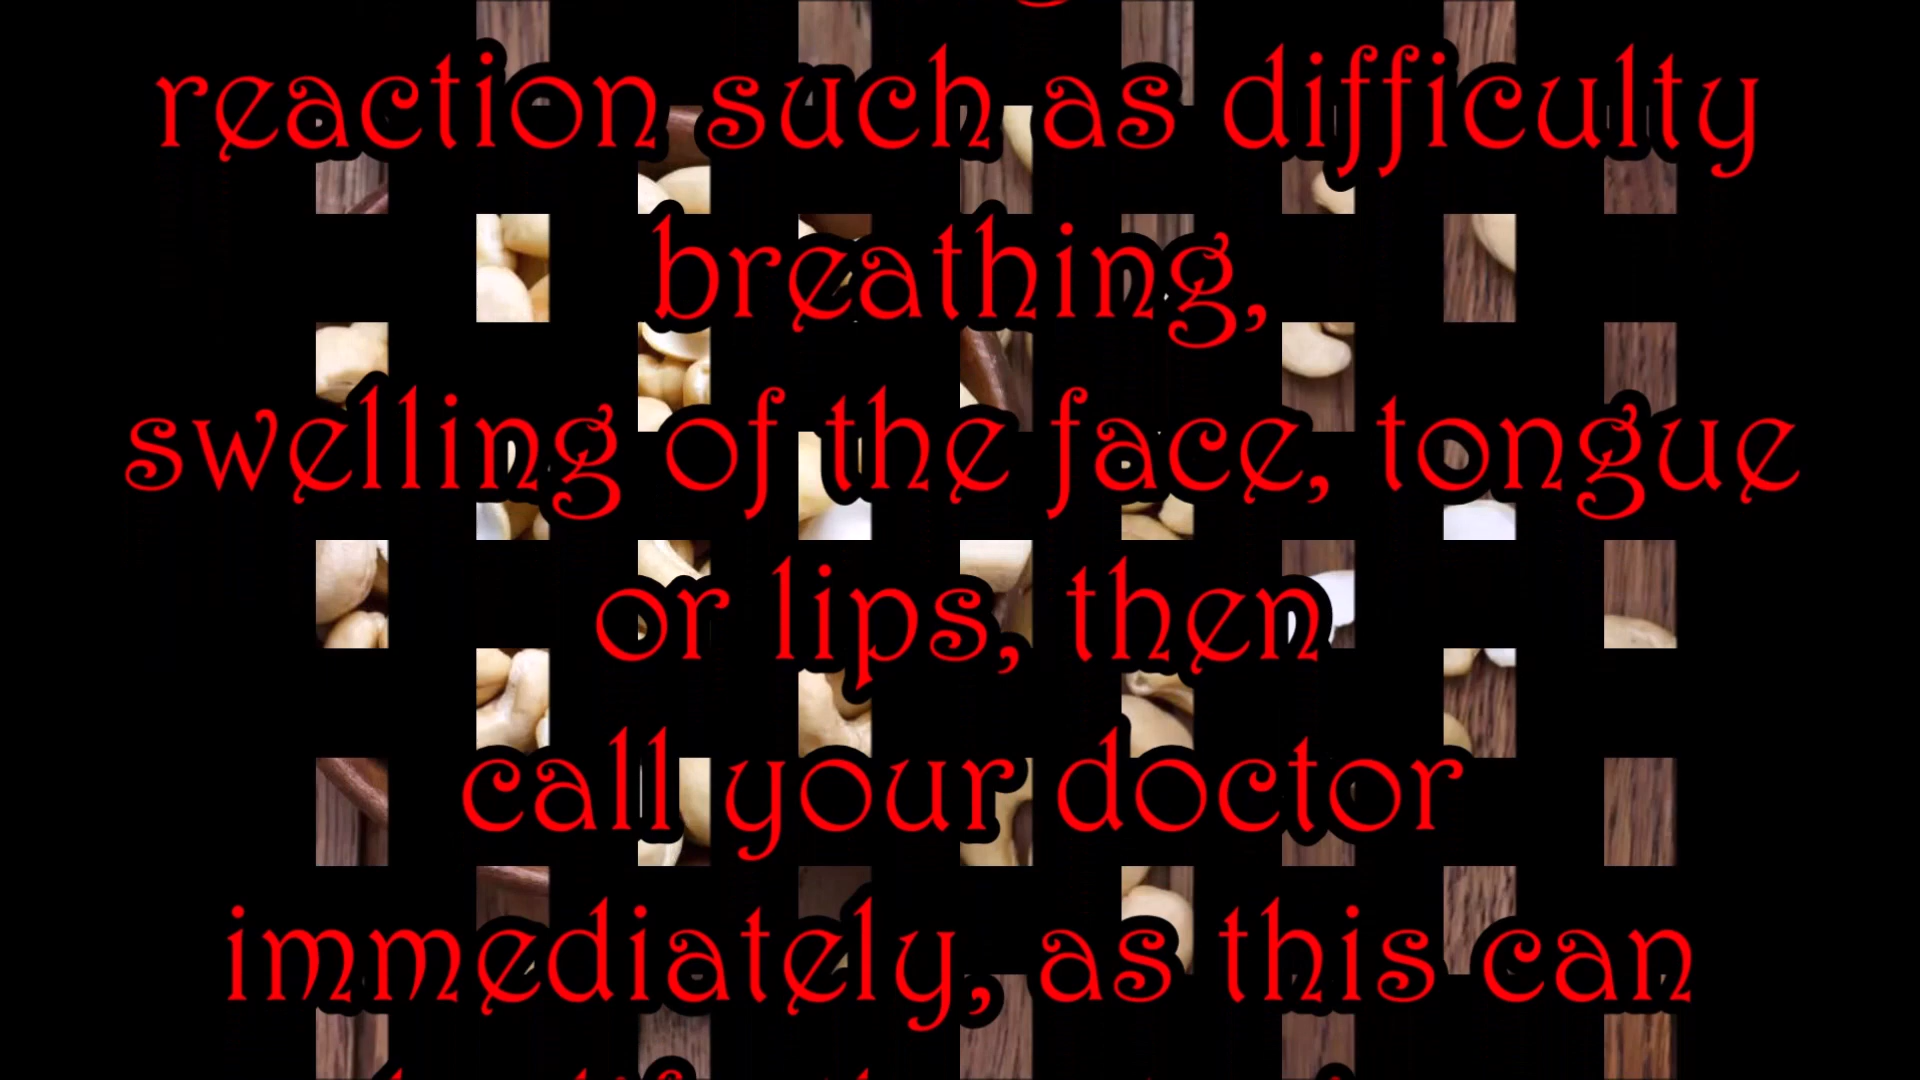 reaction such as difficulty
breathing,
swelling of the face, tongue
or lips, then
call your doctor
immediately, as this can